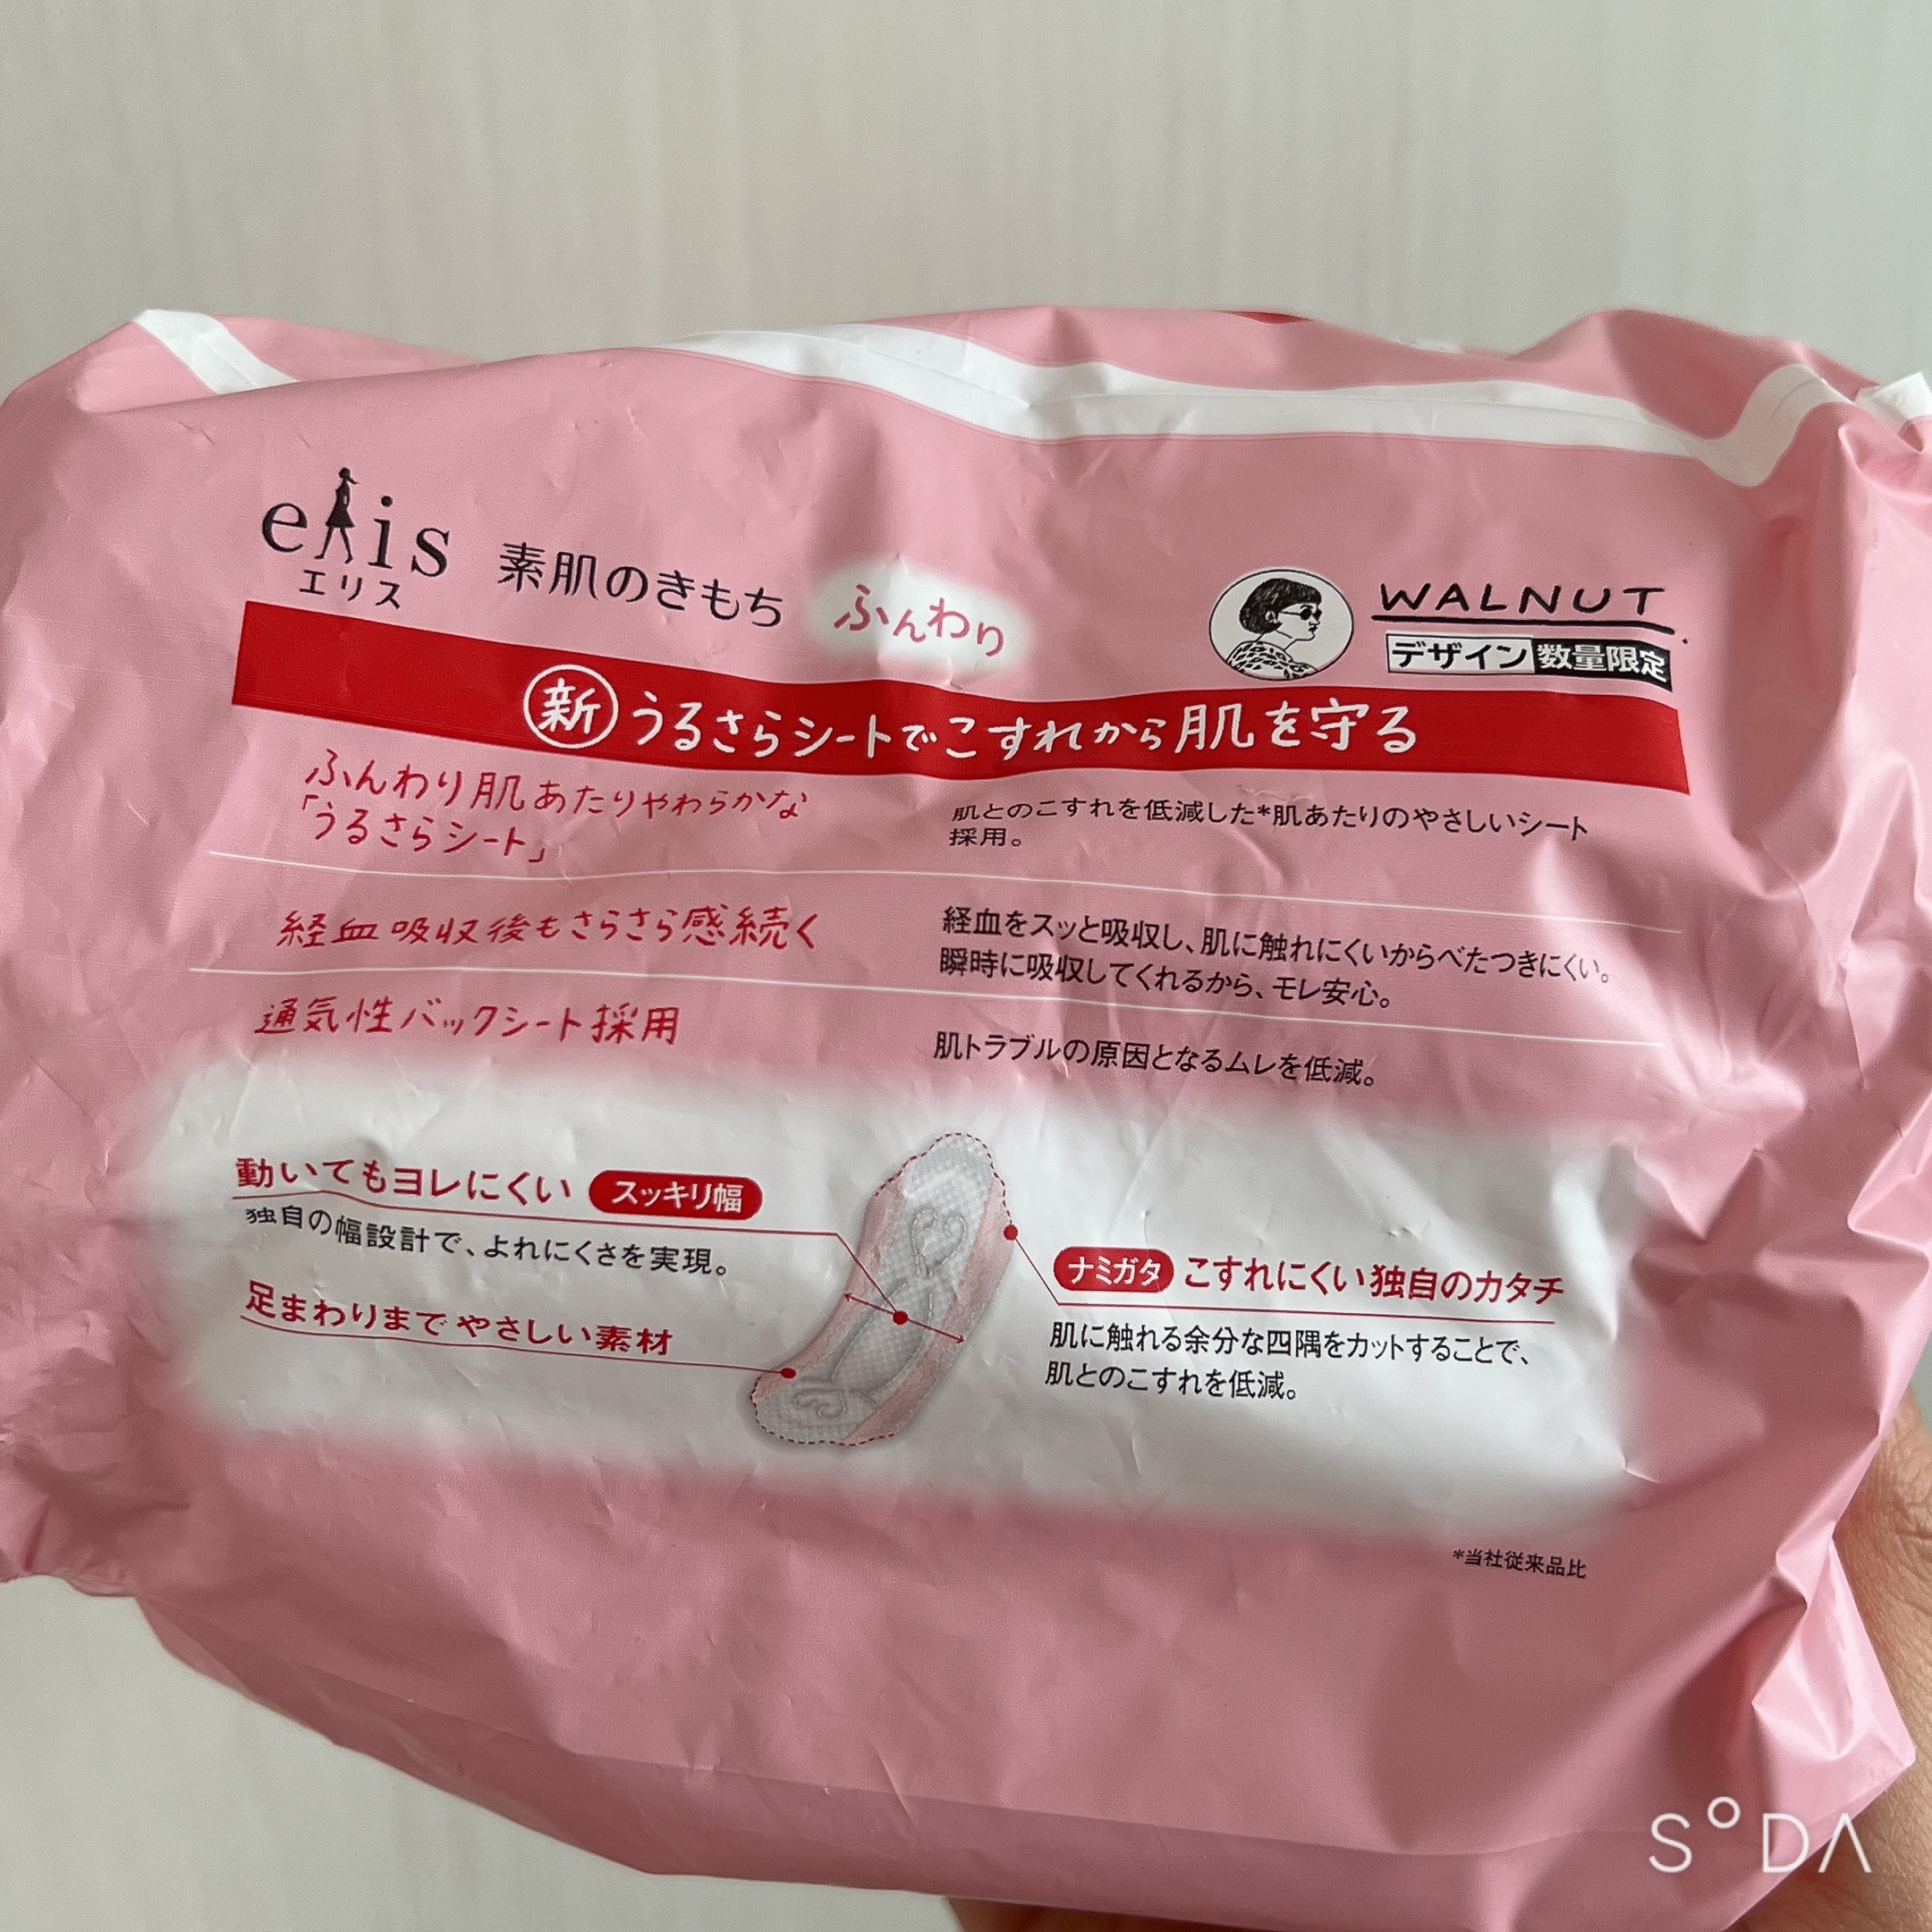 elis
エリス
素肌のきもち ふんわり
WALNUT
デザイン 数量限定
新 うるさらシートでこすれから肌を守る
ふんわり肌あたりやわらかな
「うるさらシート」
肌とのこすれを低減した*肌あたりのやさしいシート
採用。
経血吸収後もさらさら感続く
経血をスッと吸収し、肌に触れにくいからべたつきにくい。
瞬時に吸収してくれるから、モレ安心。
通気性バックシート採用
肌トラブルの原因となるムレを低減。
動いてもヨレにくい スッキリ幅
独自の幅設計で、よれにくさを実現。
足まわりまでやさしい素材
ナミガタ こすれにくい独自のカタチ
肌に触れる余分な四隅をカットすることで、
肌とのこすれを低減。
*当社従来品比
SODA